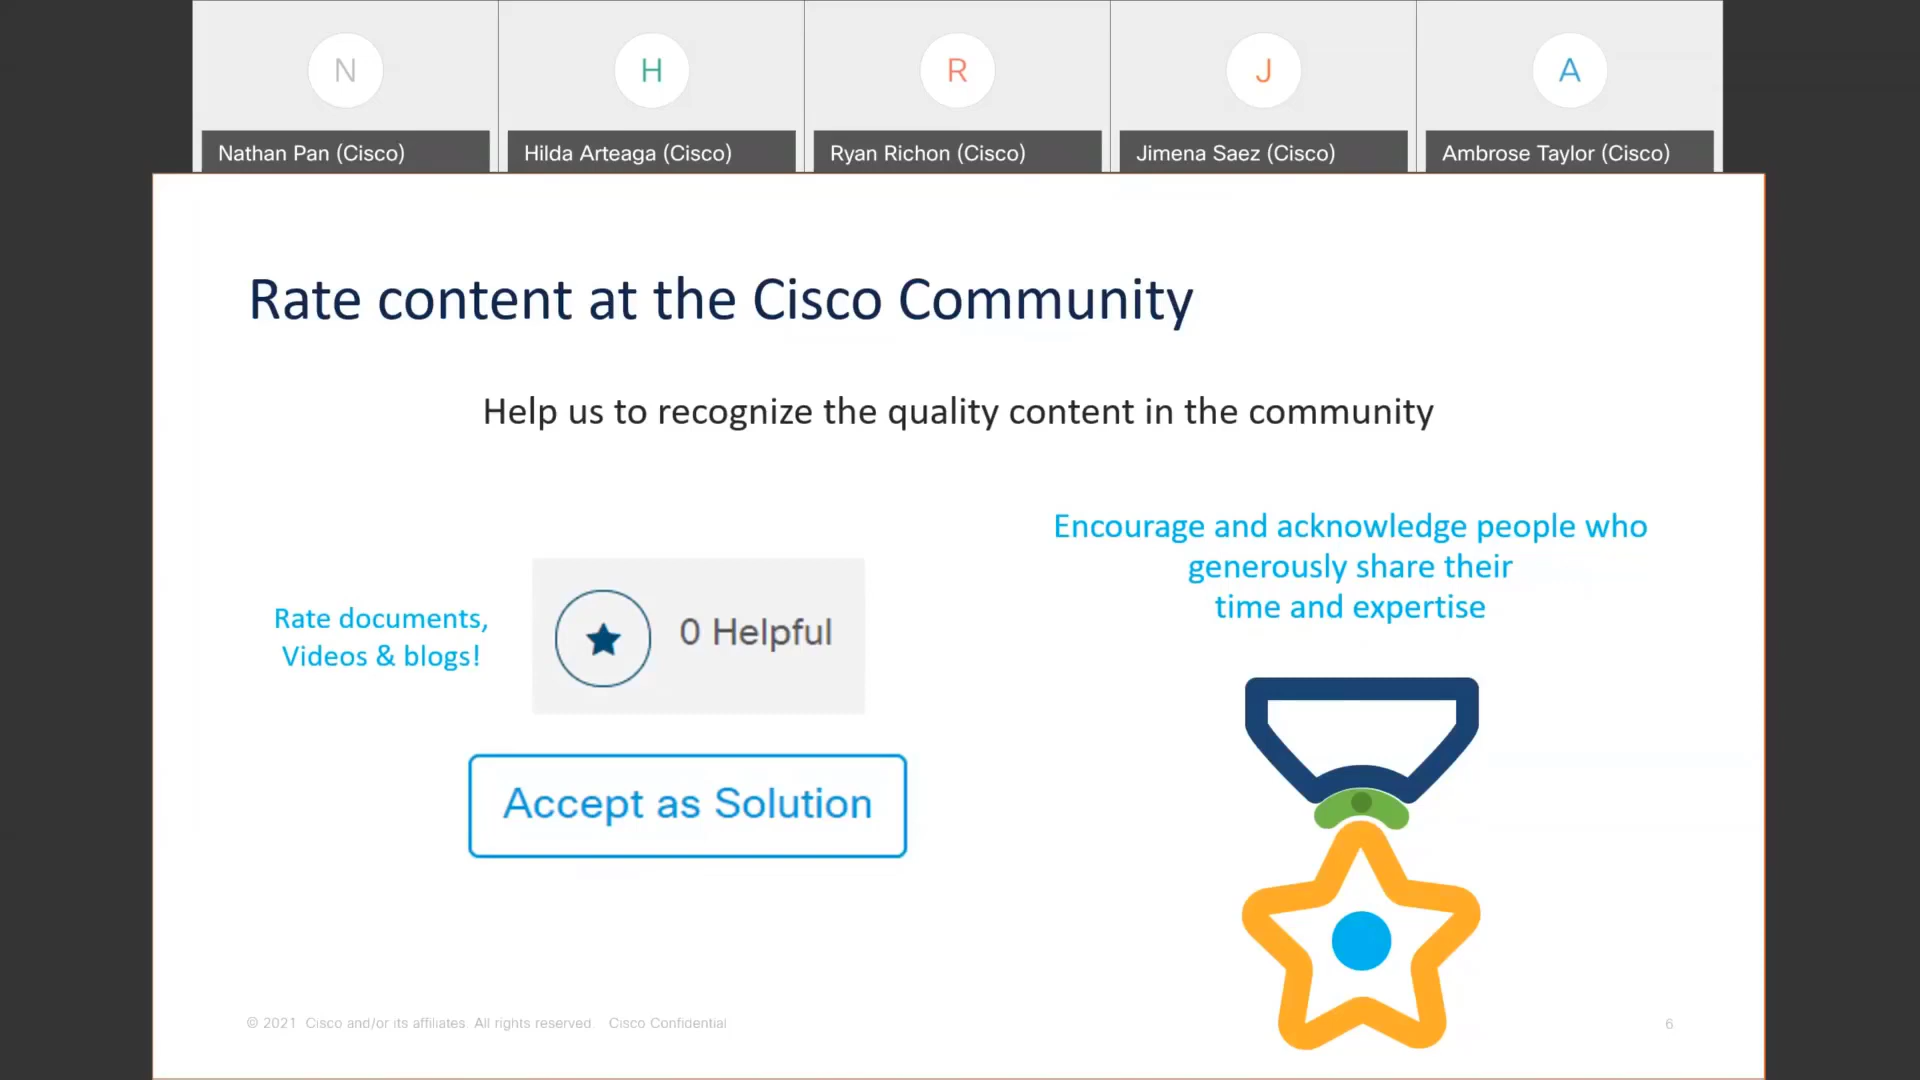 N
H
R
J
A
Nathan Pan (Cisco)
Hilda Arteaga (Cisco)
Ryan Richon (Cisco)
Jimena Saez (Cisco)
Ambrose Taylor (Cisco)
Rate content at the Cisco Community
Help us to recognize the quality content in the community
Rate documents,
Videos & blogs!
0 Helpful
Accept as Solution
Encourage and acknowledge people who
generously share their
time and expertise
© 2021 Cisco and/or its affiliates. All rights reserved. Cisco Confidential
6